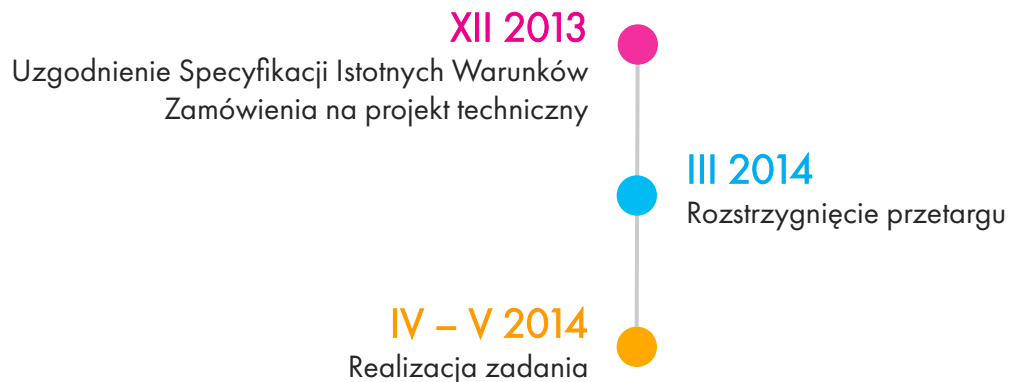 XII 2013
Uzgodnienie Specyfikacji Istotnych Warunków
Zamówienia na projekt techniczny
III 2014
Rozstrzygnięcie przetargu
IV – V 2014
Realizacja zadania